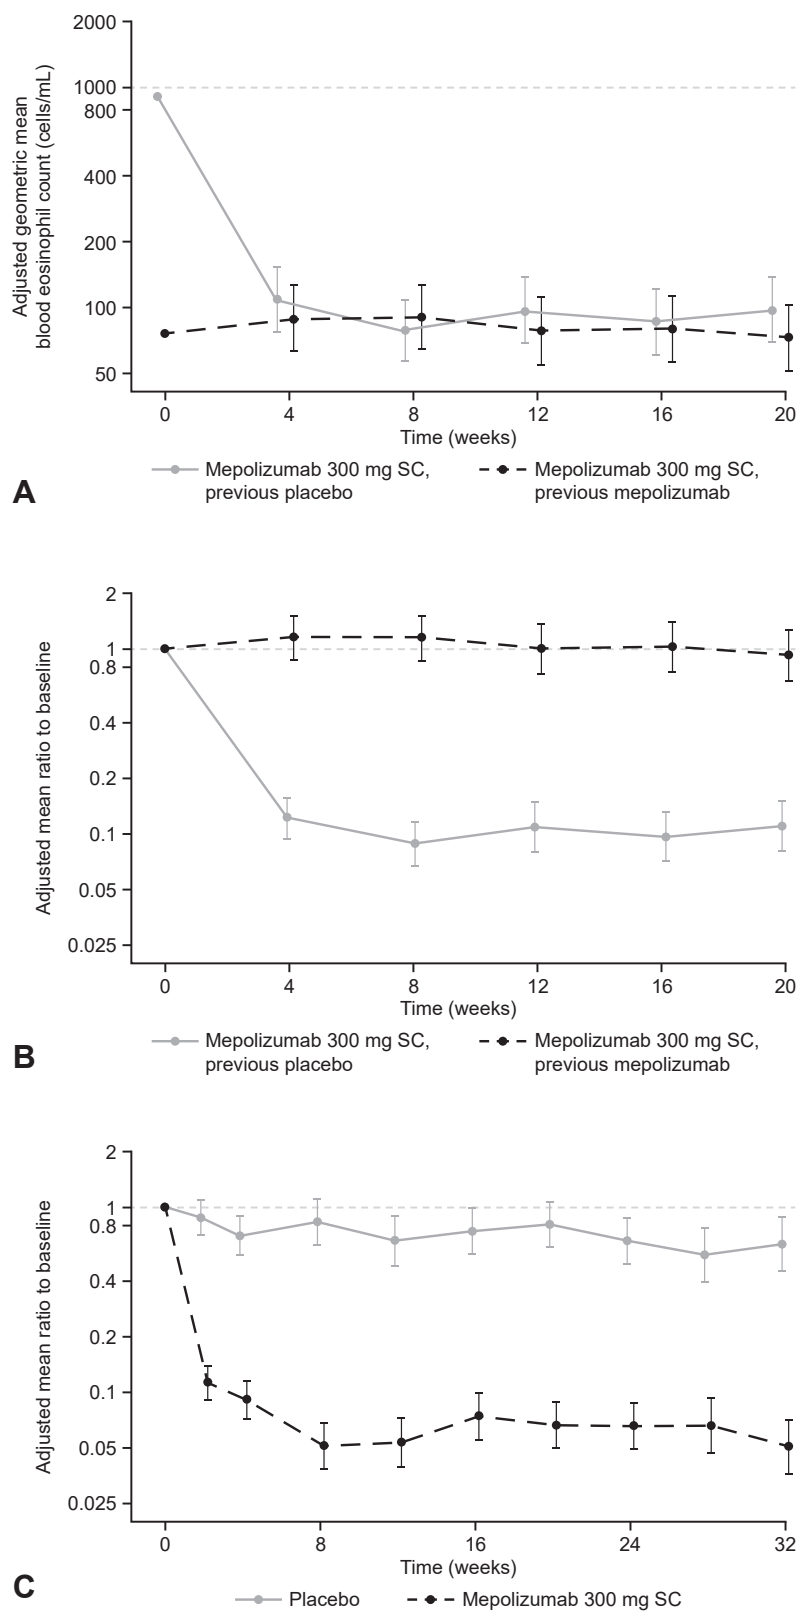 2000
1000
800
400
200
100
50
Adjusted geometric mean
blood eosinophil count (cells/mL)
0 4 8 12 16 20
Time (weeks)
Mepolizumab 300 mg SC, Mepolizumab 300 mg SC,
previous placebo previous mepolizumab
A
2
1
0.8
0.4
0.2
0.1
0.05
0.025
Adjusted mean ratio to baseline
0 4 8 12 16 20
Time (weeks)
Mepolizumab 300 mg SC, Mepolizumab 300 mg SC,
previous placebo previous mepolizumab
B
2
1
0.8
0.4
0.2
0.1
0.05
0.025
Adjusted mean ratio to baseline
0 8 16 24 32
Time (weeks)
C
Placebo Mepolizumab 300 mg SC